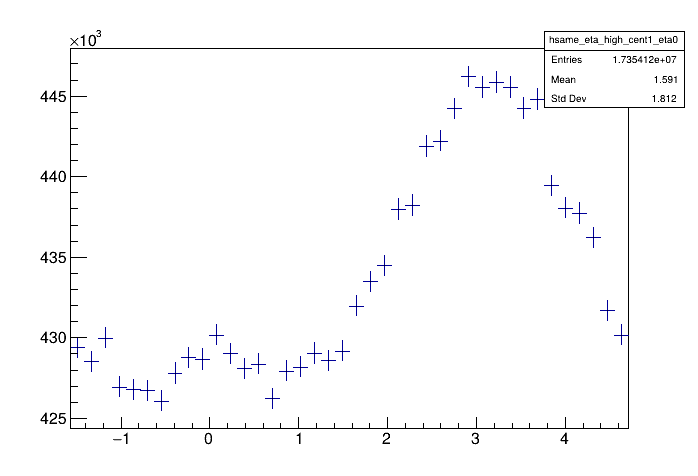 ×10³
hsame_eta_high_cent1_eta0
Entries 1.735412e+07
Mean 1.591
Std Dev 1.812
445
440
435
430
425
−1 0 1 2 3 4